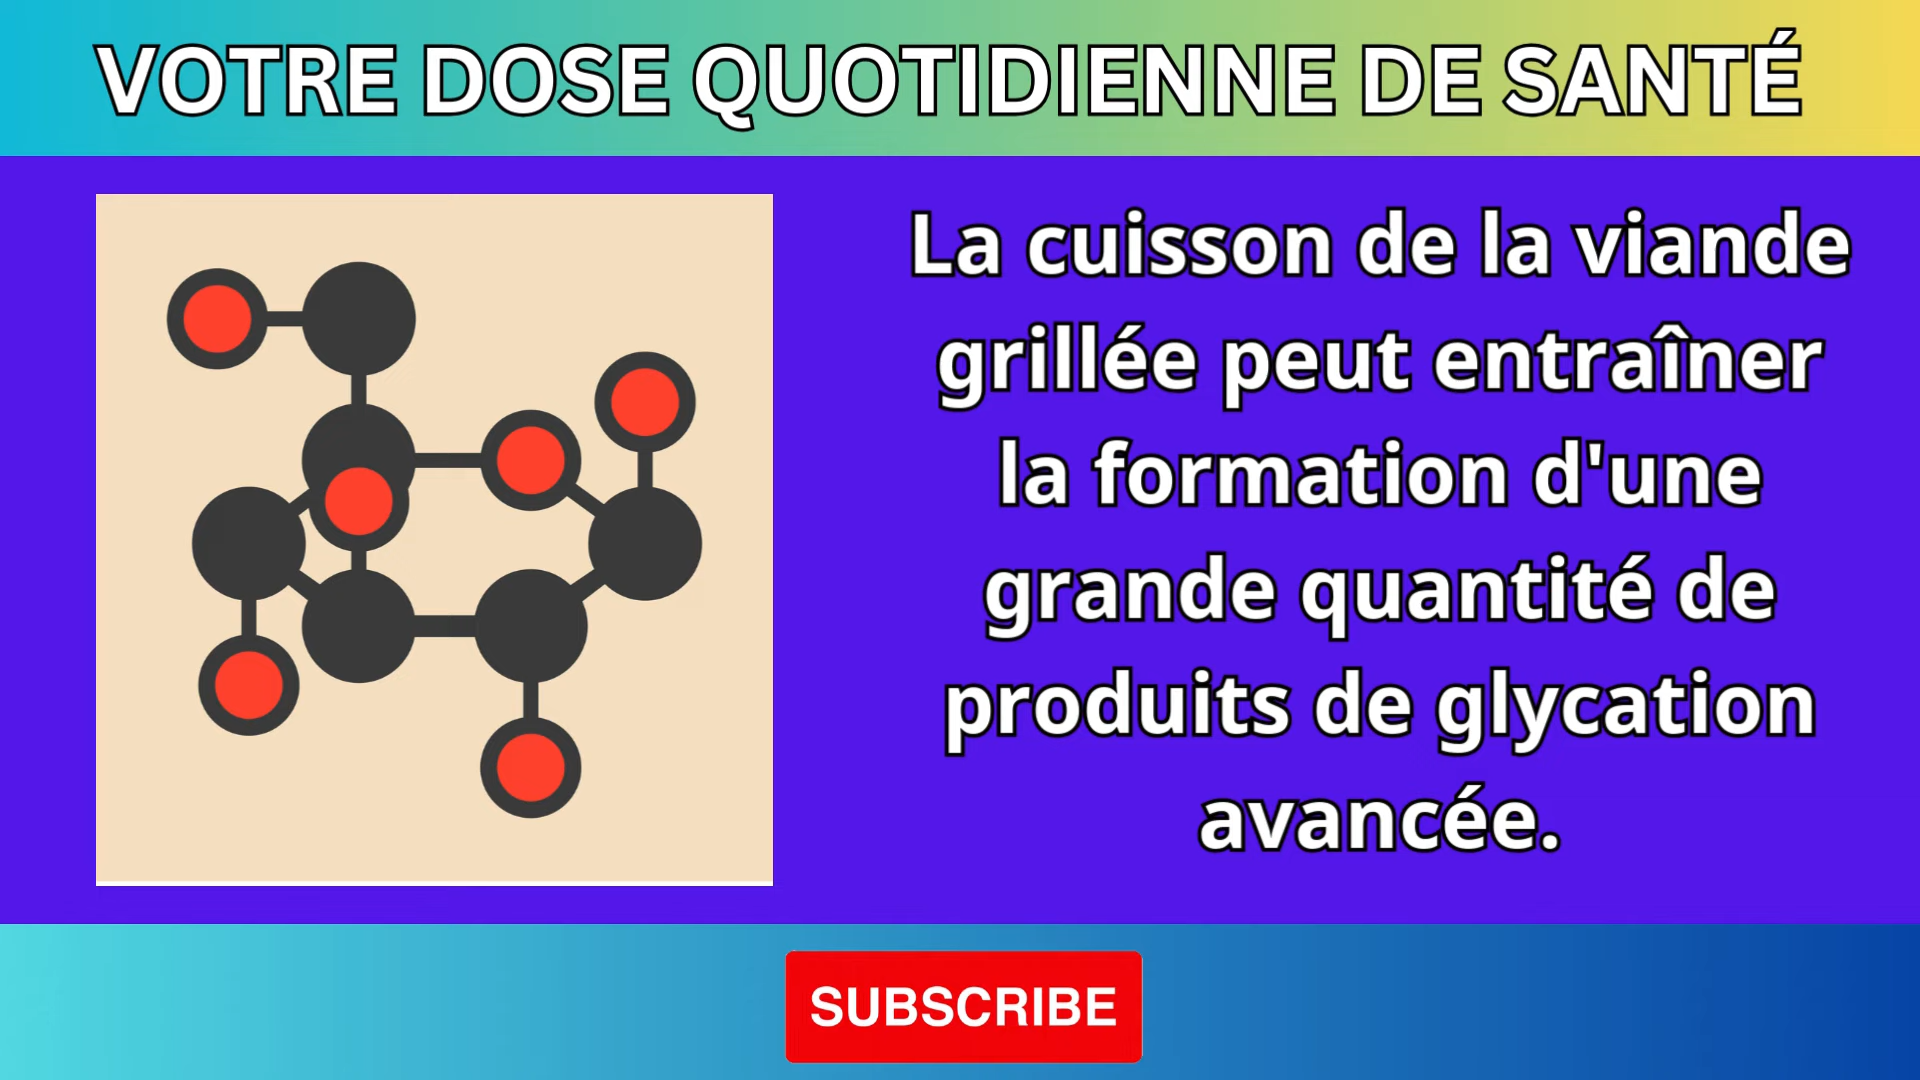 VOTRE DOSE QUOTIDIENNE DE SANTÉ
La cuisson de la viande
grillée peut entraîner
la formation d'une
grande quantité de
produits de glycation
avancée.
SUBSCRIBE